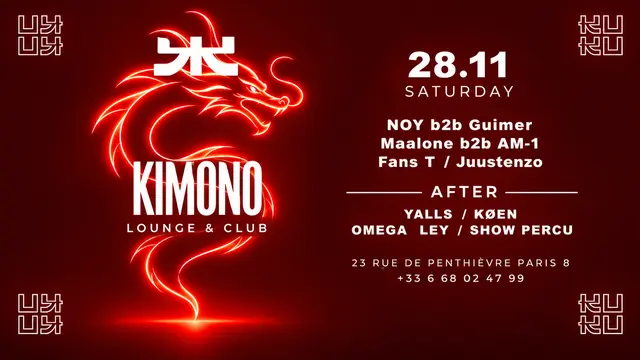 KIMONO
LOUNGE & CLUB
28.11
SATURDAY
NOY b2b Guimer
Maalone b2b AM-1
Fans T / Juustenzo
AFTER
YALLS / KØEN
OMEGA LEY / SHOW PERCU
23 RUE DE PENTHIÈVRE PARIS 8
+33 6 68 02 47 99